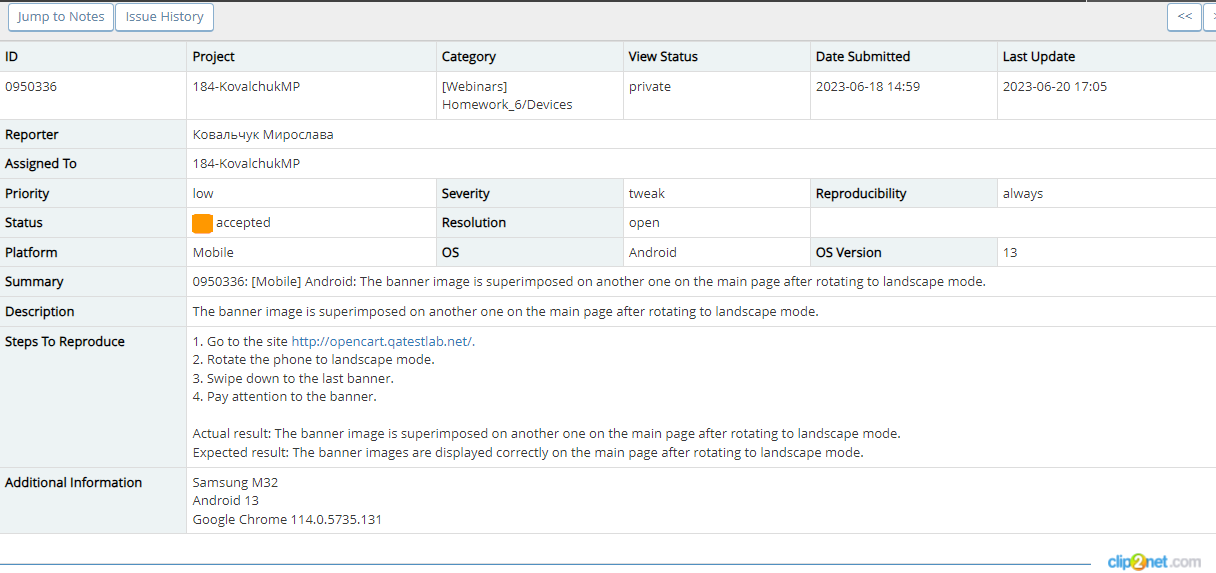 Jump to Notes Issue History <<
ID Project Category View Status Date Submitted Last Update
0950336 184-KovalchukMP [Webinars] private 2023-06-18 14:59 2023-06-20 17:05
Homework_6/Devices
Reporter Ковальчук Мирослава
Assigned To 184-KovalchukMP
Priority low Severity tweak Reproducibility always
Status accepted Resolution open
Platform Mobile OS Android OS Version 13
Summary 0950336: [Mobile] Android: The banner image is superimposed on another one on the main page after rotating to landscape mode.
Description The banner image is superimposed on another one on the main page after rotating to landscape mode.
Steps To Reproduce 1. Go to the site http://opencart.qatestlab.net/.
2. Rotate the phone to landscape mode.
3. Swipe down to the last banner.
4. Pay attention to the banner.
Actual result: The banner image is superimposed on another one on the main page after rotating to landscape mode.
Expected result: The banner images are displayed correctly on the main page after rotating to landscape mode.
Additional Information Samsung M32
Android 13
Google Chrome 114.0.5735.131
clip2net.com